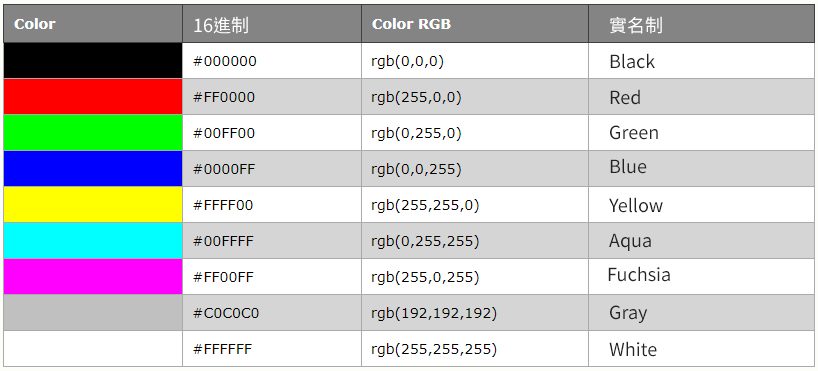 Color 16進制 Color RGB 實名制
#000000 rgb(0,0,0) Black
#FF0000 rgb(255,0,0) Red
#00FF00 rgb(0,255,0) Green
#0000FF rgb(0,0,255) Blue
#FFFF00 rgb(255,255,0) Yellow
#00FFFF rgb(0,255,255) Aqua
#FF00FF rgb(255,0,255) Fuchsia
#C0C0C0 rgb(192,192,192) Gray
#FFFFFF rgb(255,255,255) White